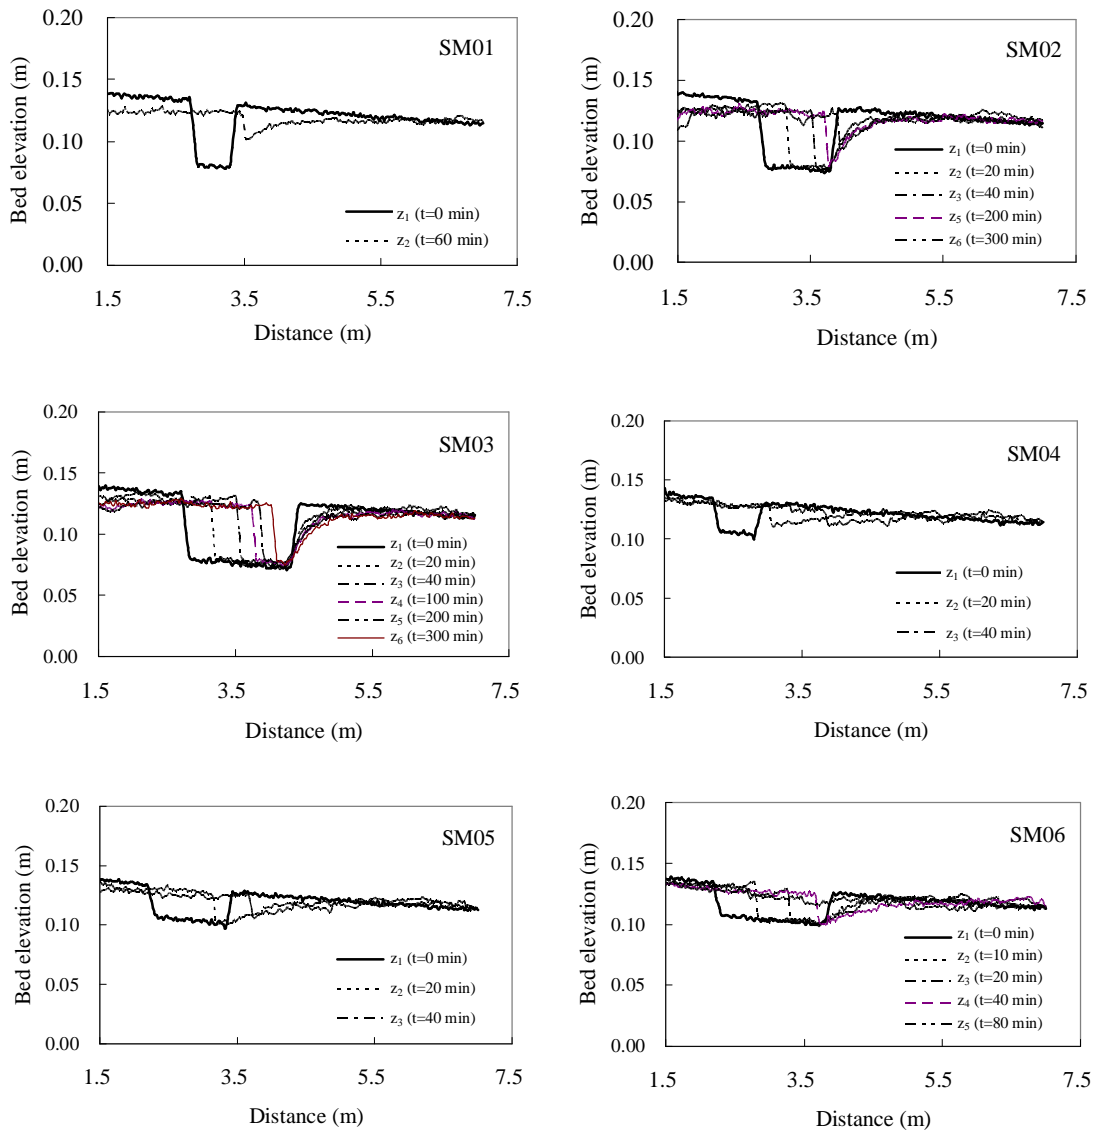 SM01
Bed elevation (m)
0.20
0.15
0.10
0.05
0.00
z₁ (t=0 min)
z₂ (t=60 min)
1.5 3.5 5.5 7.5
Distance (m)
SM02
Bed elevation (m)
0.20
0.15
0.10
0.05
0.00
z₁ (t=0 min)
z₂ (t=20 min)
z₃ (t=40 min)
z₅ (t=200 min)
z₆ (t=300 min)
1.5 3.5 5.5 7.5
Distance (m)
SM03
Bed elevation (m)
0.20
0.15
0.10
0.05
0.00
z₁ (t=0 min)
z₂ (t=20 min)
z₃ (t=40 min)
z₄ (t=100 min)
z₅ (t=200 min)
z₆ (t=300 min)
1.5 3.5 5.5 7.5
Distance (m)
SM04
Bed elevation (m)
0.20
0.15
0.10
0.05
0.00
z₁ (t=0 min)
z₂ (t=20 min)
z₃ (t=40 min)
1.5 3.5 5.5 7.5
Distance (m)
SM05
Bed elevation (m)
0.20
0.15
0.10
0.05
0.00
z₁ (t=0 min)
z₂ (t=20 min)
z₃ (t=40 min)
1.5 3.5 5.5 7.5
Distance (m)
SM06
Bed elevation (m)
0.20
0.15
0.10
0.05
0.00
z₁ (t=0 min)
z₂ (t=10 min)
z₃ (t=20 min)
z₄ (t=40 min)
z₅ (t=80 min)
1.5 3.5 5.5 7.5
Distance (m)